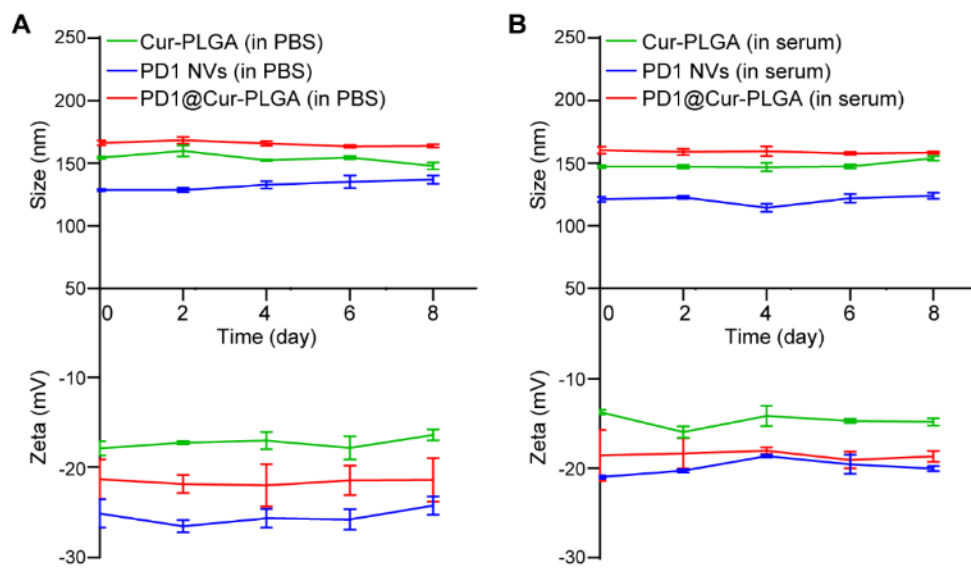 A
250
200
150
100
50
Size (nm)
Cur-PLGA (in PBS)
PD1 NVs (in PBS)
PD1@Cur-PLGA (in PBS)
0 2 4 6 8
Time (day)
-10
-20
-30
Zeta (mV)
B
250
200
150
100
50
Size (nm)
Cur-PLGA (in serum)
PD1 NVs (in serum)
PD1@Cur-PLGA (in serum)
0 2 4 6 8
Time (day)
-10
-20
-30
Zeta (mV)